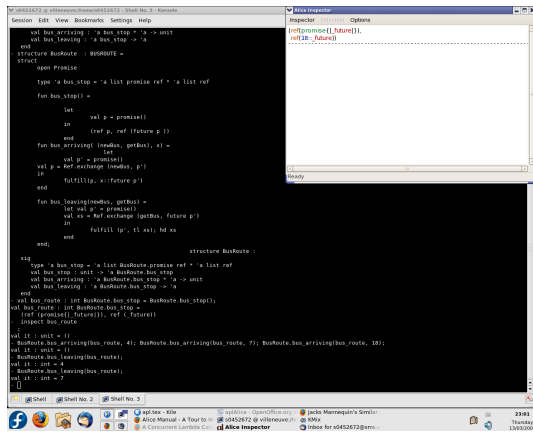 s0452672 @ villeneuve:/home/s0452672 - Shell No. 3 - Konsole
Session Edit View Bookmarks Settings Help
val bus_arriving : 'a bus_stop * 'a -> unit
val bus_leaving : 'a bus_stop -> 'a
end
- structure BusRoute : BUSROUTE =
struct
open Promise
type 'a bus_stop = 'a list promise ref * 'a list ref
fun bus_stop() =
let
val p = promise()
in
(ref p, ref (future p ))
end
fun bus_arriving( (newBus, getBus), x) =
let
val p' = promise()
val p = Ref.exchange (newBus, p')
in
fulfill(p, x::future p')
end
fun bus_leaving(newBus, getBus) =
let val p' = promise()
val xs = Ref.exchange (getBus, future p')
in
fulfill (p', tl xs); hd xs
end
end;
structure BusRoute :
sig
type 'a bus_stop = 'a list BusRoute.promise ref * 'a list ref
val bus_stop : unit -> 'a BusRoute.bus_stop
val bus_arriving : 'a BusRoute.bus_stop * 'a -> unit
val bus_leaving : 'a BusRoute.bus_stop -> 'a
end
- val bus_route : int BusRoute.bus_stop = BusRoute.bus_stop();
val bus_route : int BusRoute.bus_stop =
(ref (promise{|_future|}), ref (_future))
- inspect bus_route
;
val it : unit = ()
- BusRoute.bus_arriving(bus_route, 4); BusRoute.bus_arriving(bus_route, 7); BusRoute.bus_arriving(bus_route, 18);
val it : unit = ()
- BusRoute.bus_leaving(bus_route);
val it : int = 4
- BusRoute.bus_leaving(bus_route);
val it : int = 7
-
Alice Inspector
Inspector Selection Options
(ref(promise{|_future|}),
ref(18::_future))
Ready
Shell Shell No. 2 Shell No. 3
apl.tex - Kile
Alice Manual - A Tour to
A Concurrent Lambda Cal
aplAlice - OpenOffice.org
s0452672 @ villeneuve:/h
Alice Inspector
Jacks Mannequin's Similar
KMix
Inbox for s0452672@sms
23:01
Thursday